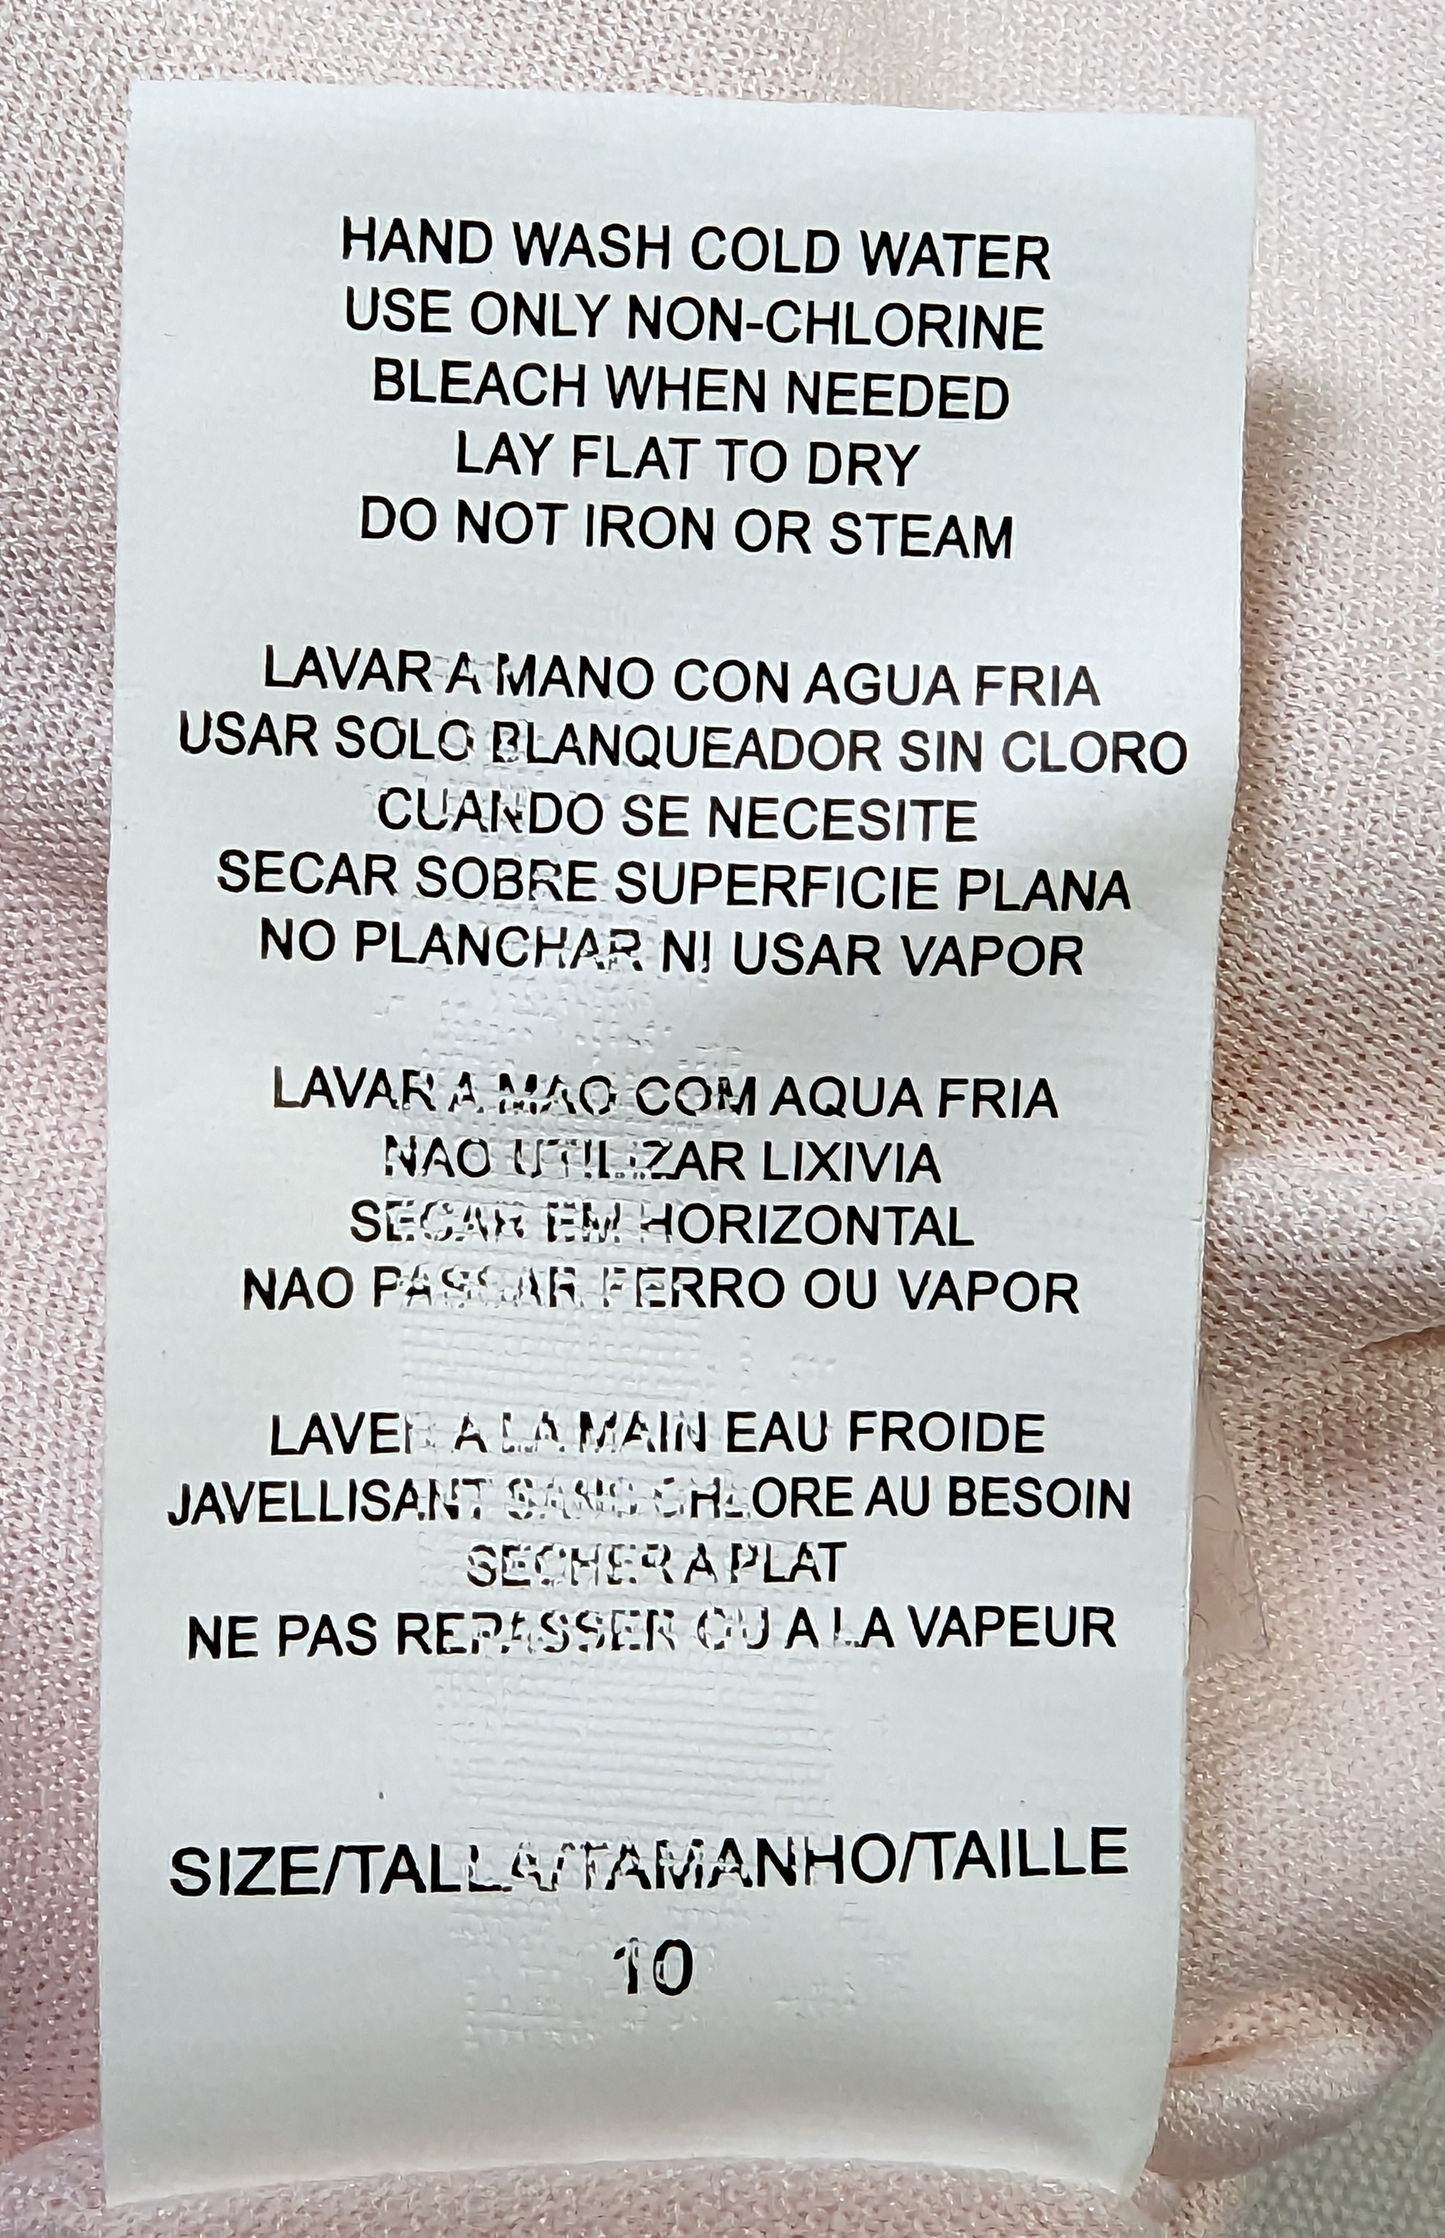 HAND WASH COLD WATER
USE ONLY NON-CHLORINE
BLEACH WHEN NEEDED
LAY FLAT TO DRY
DO NOT IRON OR STEAM
LAVAR A MANO CON AGUA FRIA
USAR SOLO BLANQUEADOR SIN CLORO
CUANDO SE NECESITE
SECAR SOBRE SUPERFICIE PLANA
NO PLANCHAR NI USAR VAPOR
LAVAR A MAO COM AQUA FRIA
NAO UTILIZAR LIXIVIA
SECAR EM HORIZONTAL
NAO PASSAR FERRO OU VAPOR
LAVER A LA MAIN EAU FROIDE
JAVELLISANT SANS CHLORE AU BESOIN
SECHER A PLAT
NE PAS REPASSER OU A LA VAPEUR
SIZE/TALLA/TAMANHO/TAILLE
10